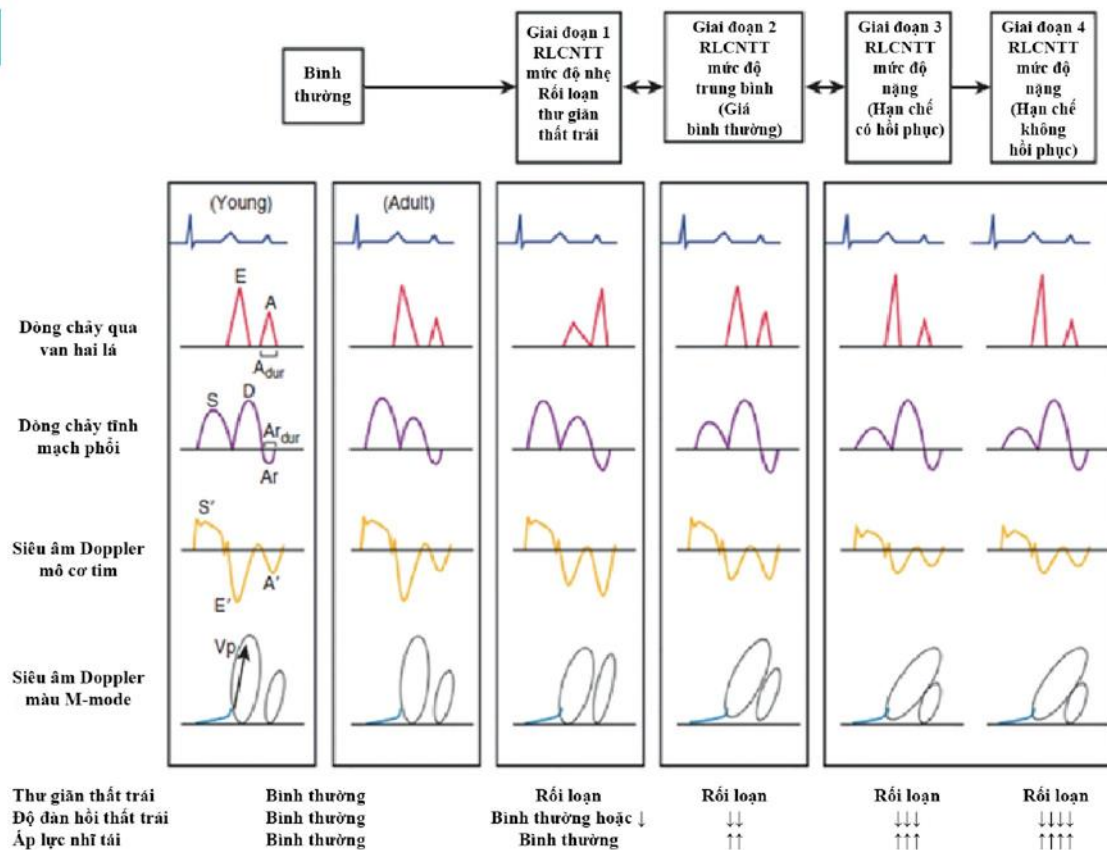 Bình
thường
Giai đoạn 1
RLCNTT
mức độ nhẹ
Rối loạn
thư giãn
thất trái
Giai đoạn 2
RLCNTT
mức độ
trung bình
(Giá
bình thường)
Giai đoạn 3
RLCNTT
mức độ
nặng
(Hạn chế
có hồi phục)
Giai đoạn 4
RLCNTT
mức độ
nặng
(Hạn chế
không
hồi phục)
(Young)
(Adult)
Dòng chảy qua
van hai lá
E
A
Adur
Dòng chảy tĩnh
mạch phổi
S
D
Ardur
Ar
Siêu âm Doppler
mô cơ tim
S'
A'
E'
Siêu âm Doppler
màu M-mode
Vp
Thư giãn thất trái Bình thường Rối loạn Rối loạn Rối loạn Rối loạn
Độ đàn hồi thất trái Bình thường Bình thường hoặc ↓ ↓↓ ↓↓↓ ↓↓↓↓
Áp lực nhĩ tái Bình thường Bình thường ↑↑ ↑↑↑ ↑↑↑↑